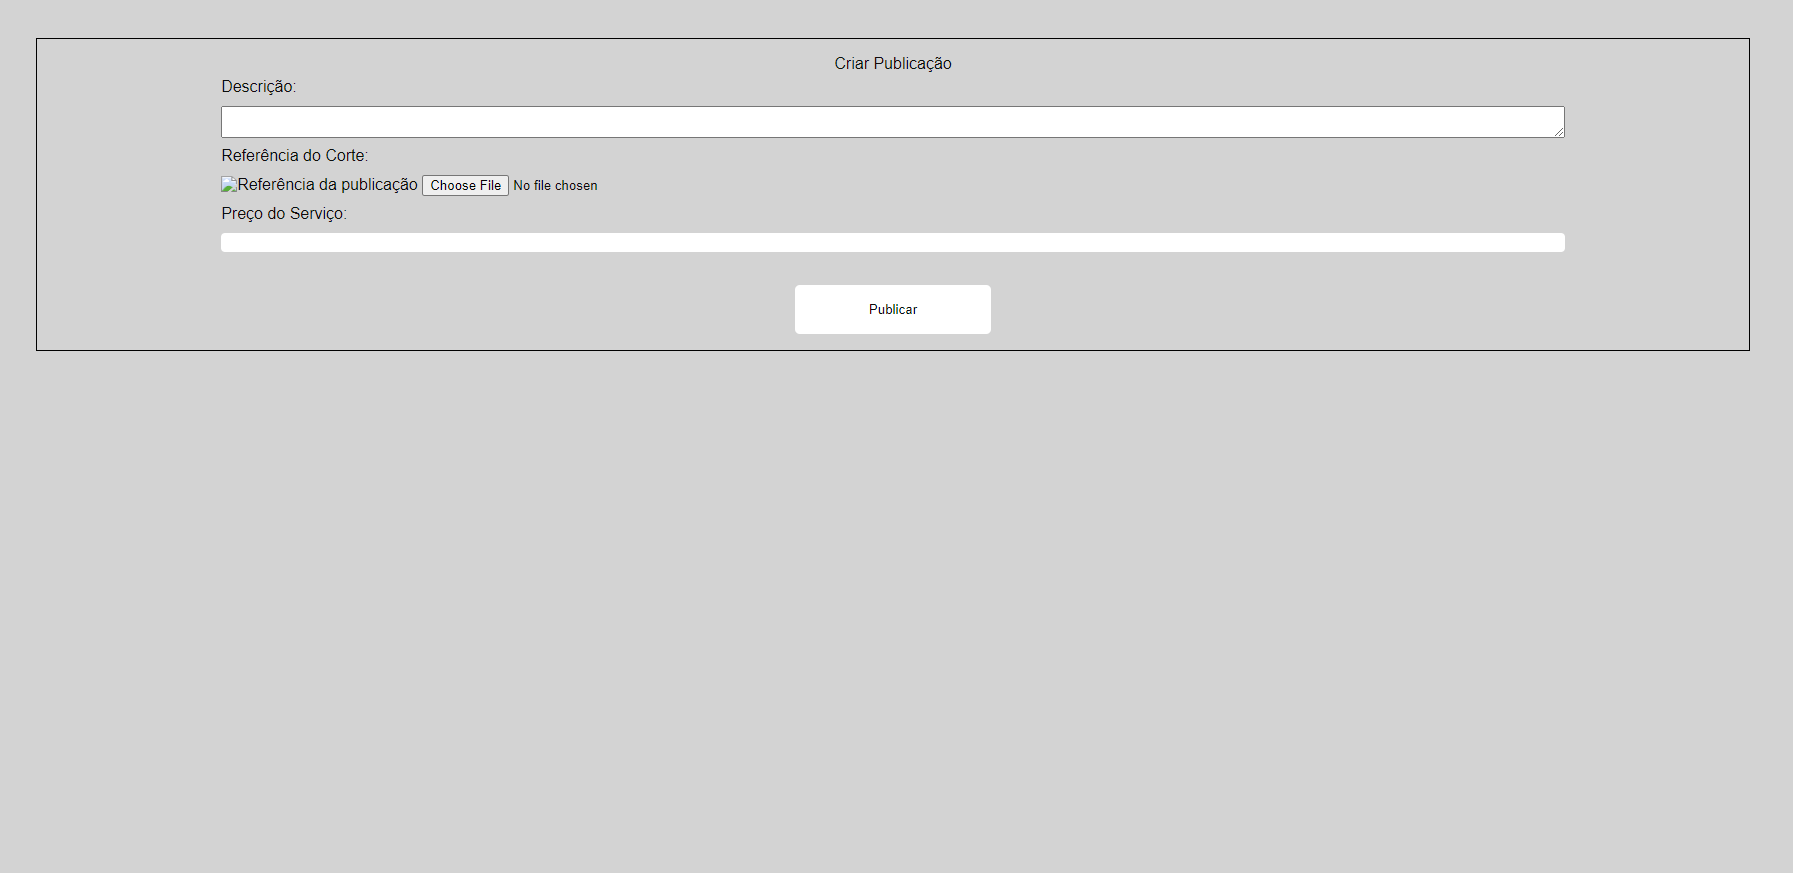 Criar Publicação
Descrição:
Referência do Corte:
Referência da publicação Choose File No file chosen
Preço do Serviço:
Publicar